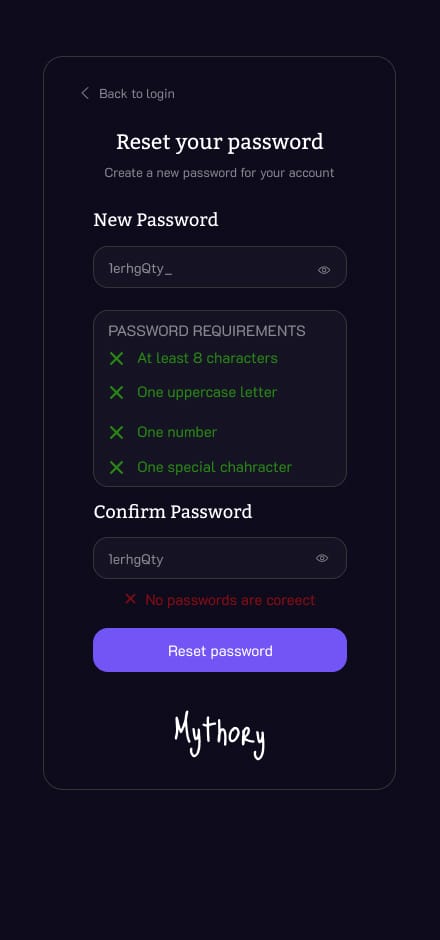 Back to login
Reset your password
Create a new password for your account
New Password
1erhgQty_
PASSWORD REQUIREMENTS
At least 8 characters
One uppercase letter
One number
One special chahracter
Confirm Password
1erhgQty
No passwords are coreect
Reset password
Mythory